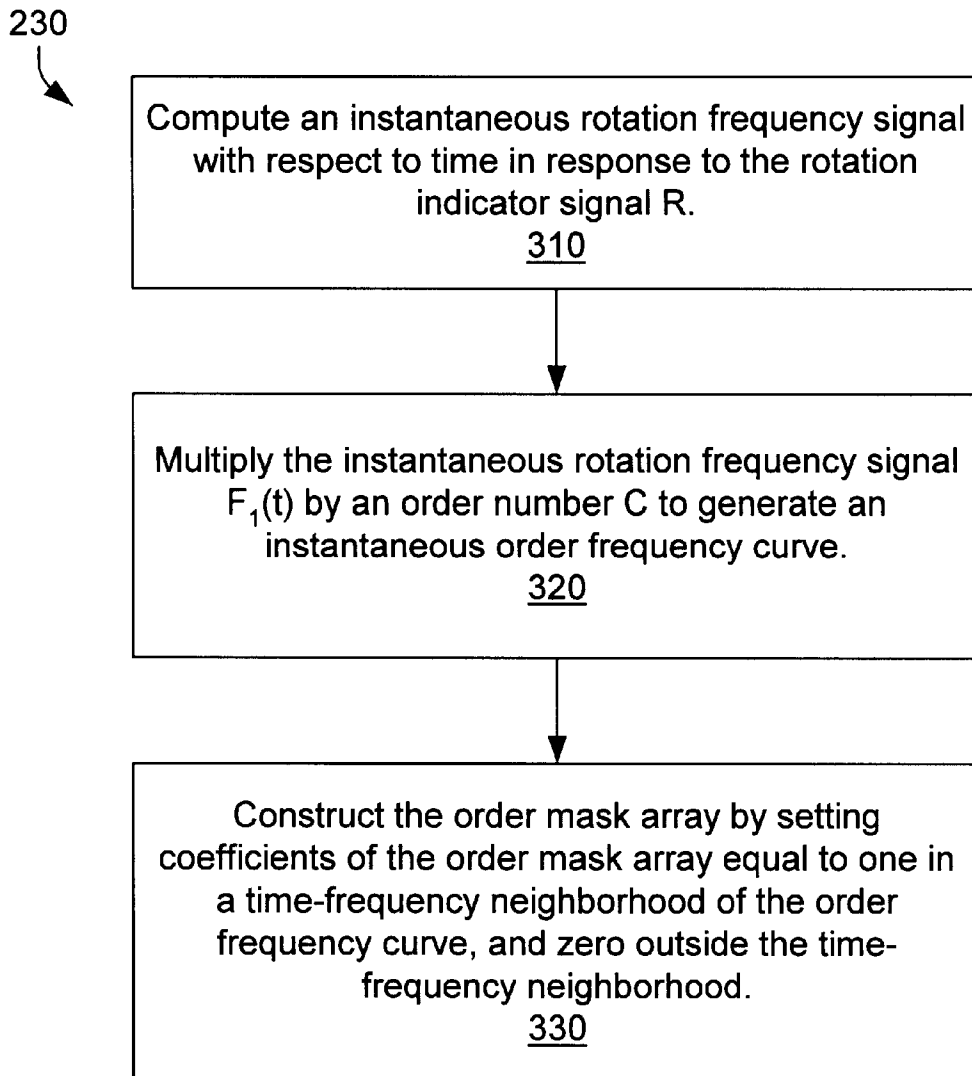 230
Compute an instantaneous rotation frequency signal
with respect to time in response to the rotation
indicator signal R.
310
Multiply the instantaneous rotation frequency signal
F₁(t) by an order number C to generate an
instantaneous order frequency curve.
320
Construct the order mask array by setting
coefficients of the order mask array equal to one in
a time-frequency neighborhood of the order
frequency curve, and zero outside the time-
frequency neighborhood.
330